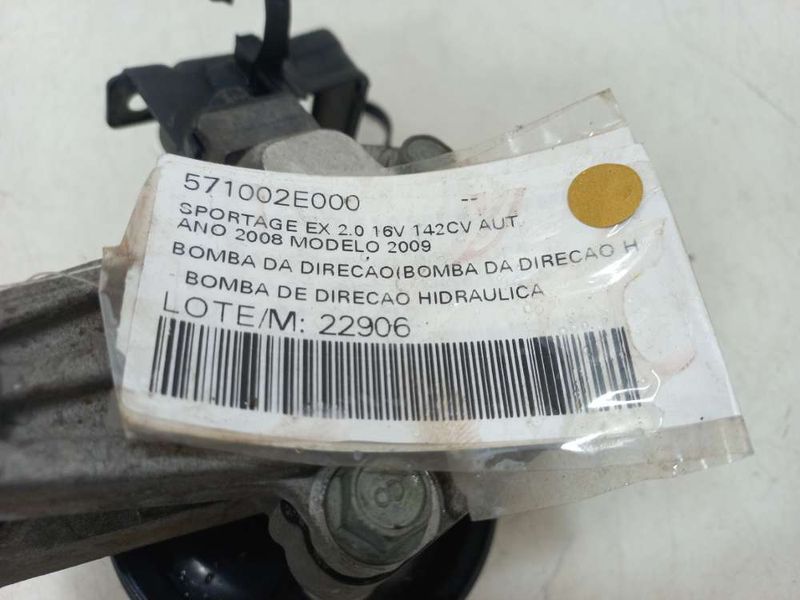 571002E000 --
SPORTAGE EX 2.0 16V 142CV AUT.
ANO 2008 MODELO 2009
BOMBA DA DIRECAO(BOMBA DA DIRECAO H
- BOMBA DE DIRECAO HIDRAULICA
LOTE/M: 22906
8